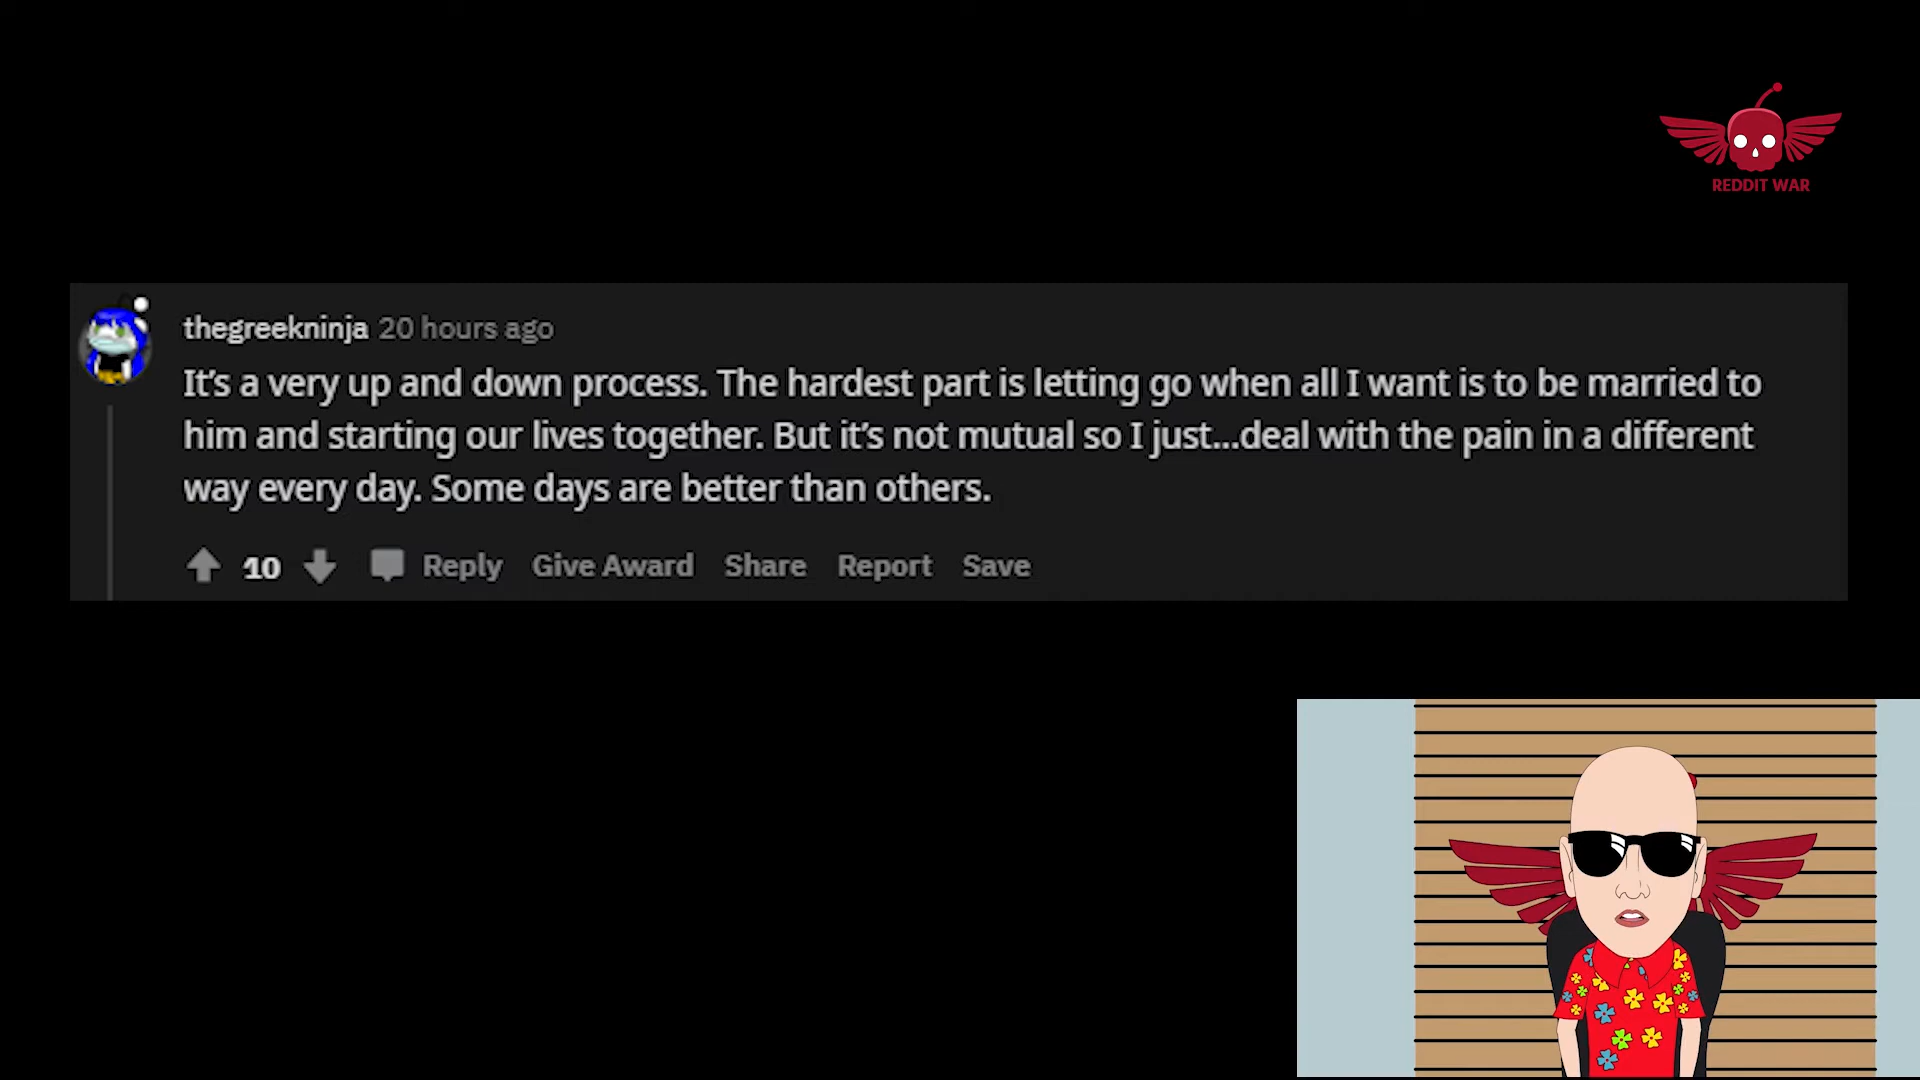 REDDIT WAR
thegreekninja 20 hours ago
It's a very up and down process. The hardest part is letting go when all I want is to be married to
him and starting our lives together. But it's not mutual so I just...deal with the pain in a different
way every day. Some days are better than others.
10 Reply Give Award Share Report Save